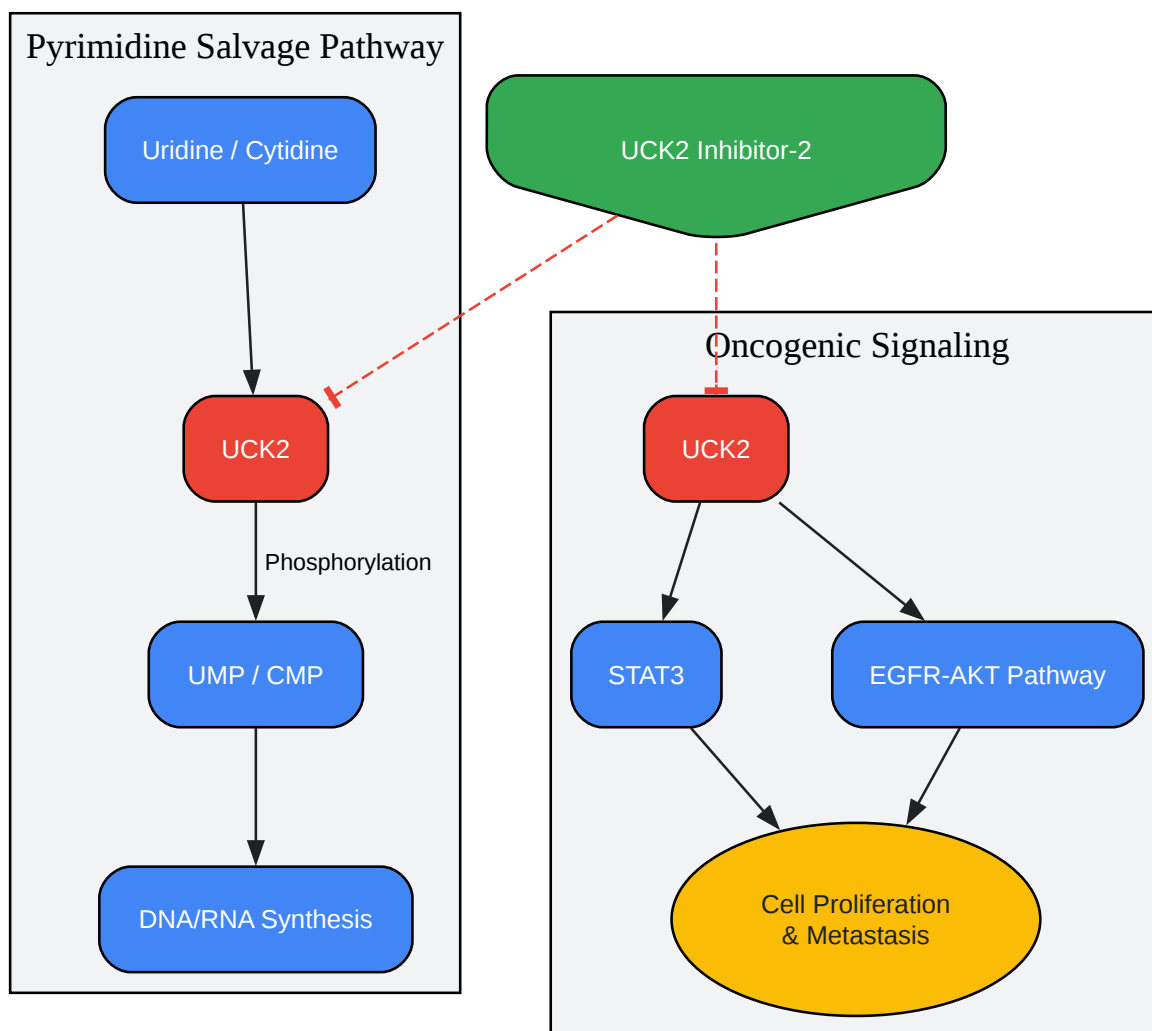 Pyrimidine Salvage Pathway
Uridine / Cytidine
UCK2
Phosphorylation
UMP / CMP
DNA/RNA Synthesis
UCK2 Inhibitor-2
Oncogenic Signaling
UCK2
STAT3
EGFR-AKT Pathway
Cell Proliferation
& Metastasis